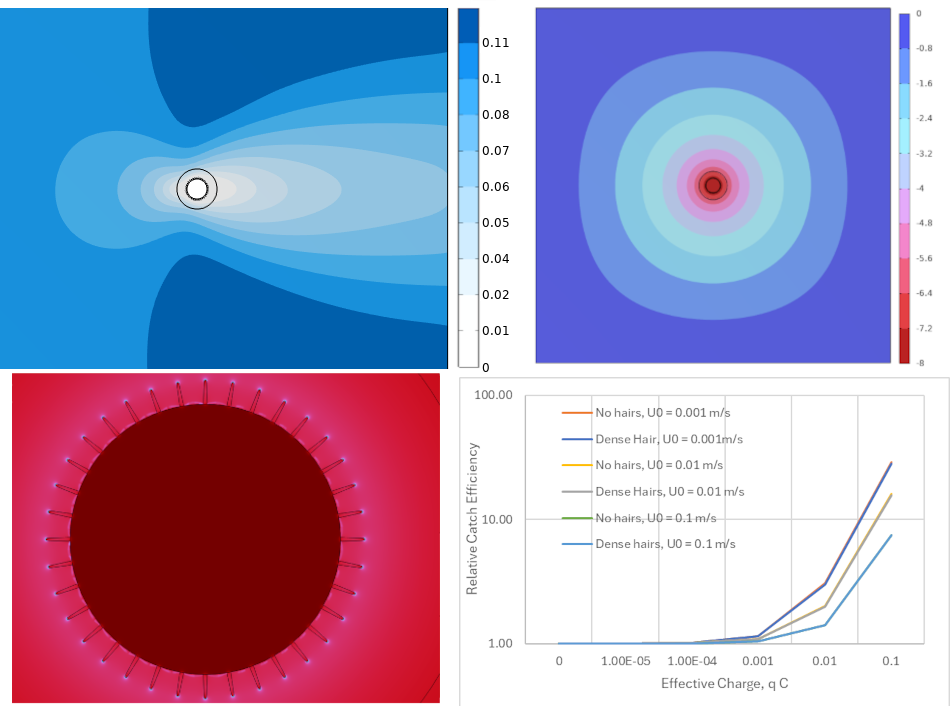 0.11
0.1
0.08
0.07
0.06
0.05
0.04
0.02
0.01
0
0
-0.8
-1.6
-2.4
-3.2
-4
-4.8
-5.6
-6.4
-7.2
-8
100.00
10.00
1.00
Relative Catch Efficiency
No hairs, U0 = 0.001 m/s
Dense Hair, U0 = 0.001m/s
No hairs, U0 = 0.01 m/s
Dense Hairs, U0 = 0.01 m/s
No hairs, U0 = 0.1 m/s
Dense hairs, U0 = 0.1 m/s
0 1.00E-05 1.00E-04 0.001 0.01 0.1
Effective Charge, q C